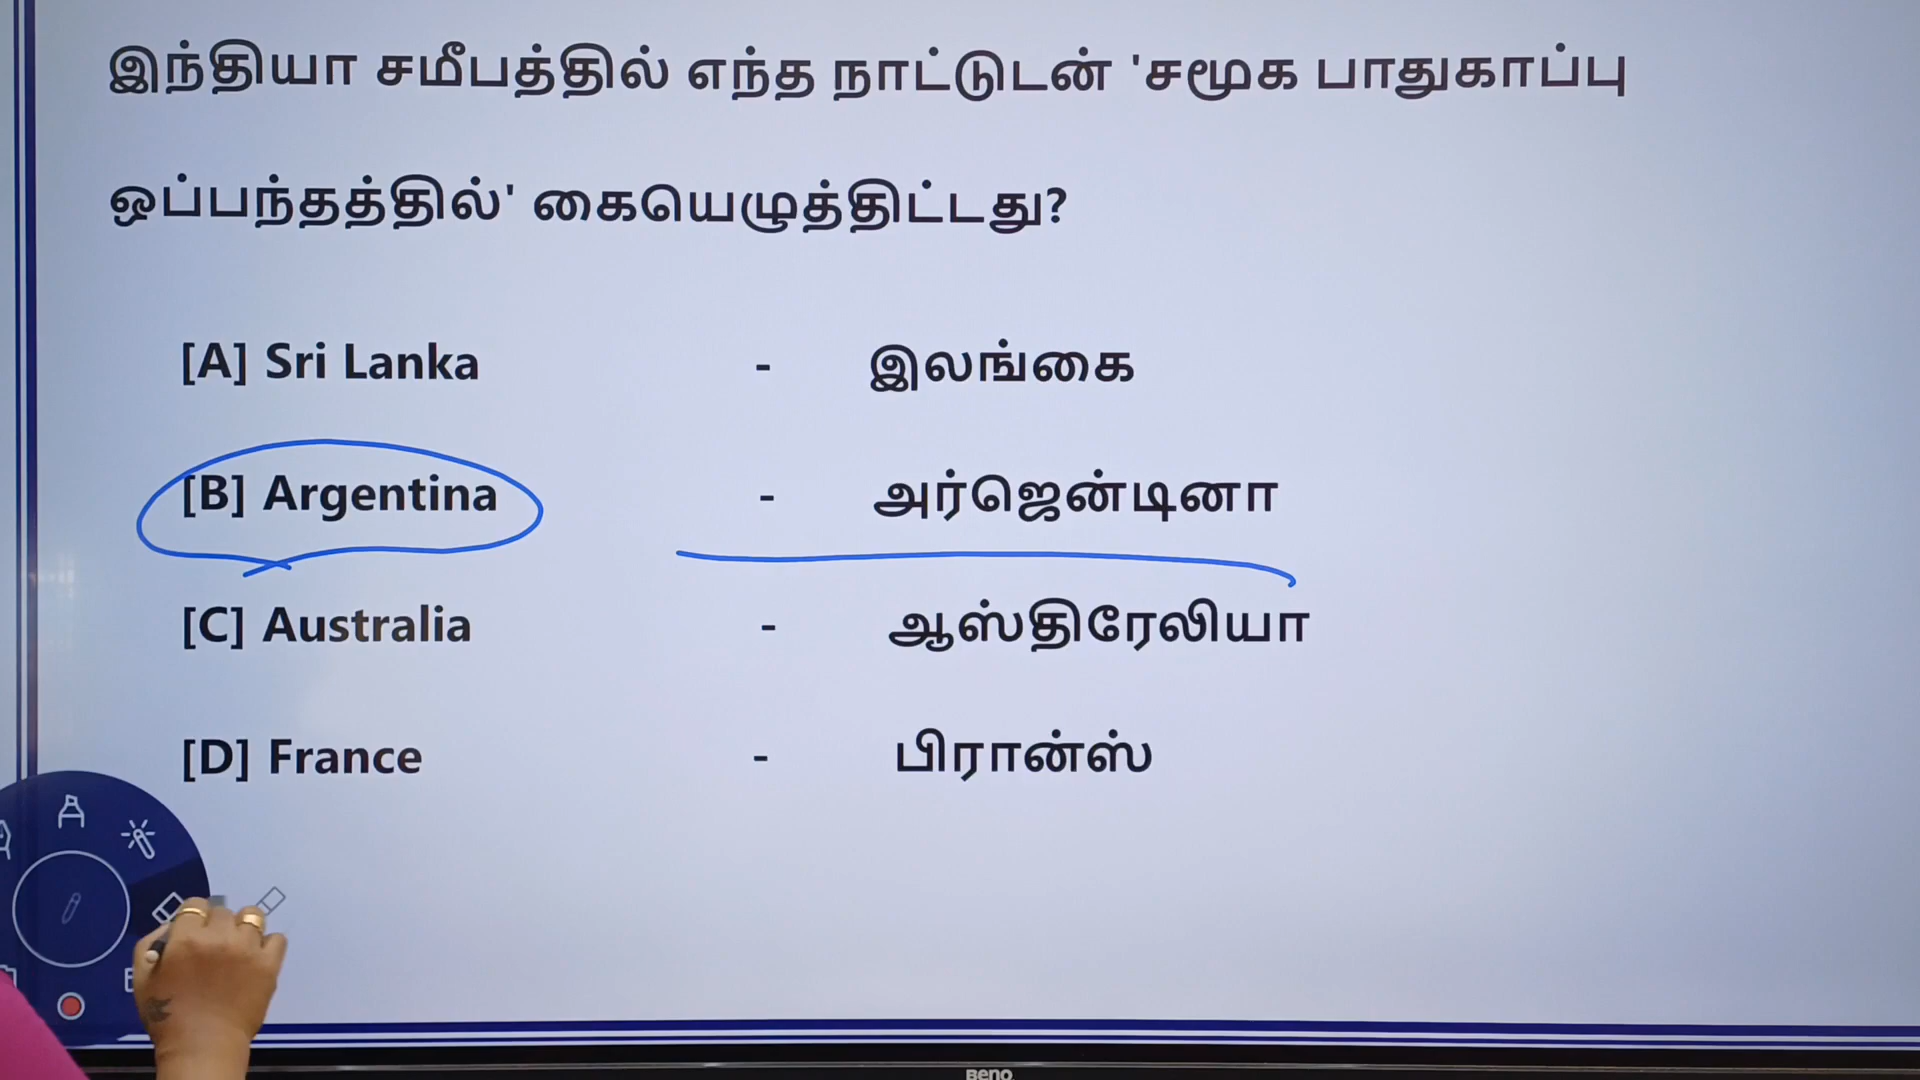 இந்தியா சமீபத்தில் எந்த நாட்டுடன் 'சமூக பாதுகாப்பு
ஒப்பந்தத்தில்' கையெழுத்திட்டது?
[A] Sri Lanka - இலங்கை
[B] Argentina - அர்ஜென்டினா
[C] Australia - ஆஸ்திரேலியா
[D] France - பிரான்ஸ்
BenQ